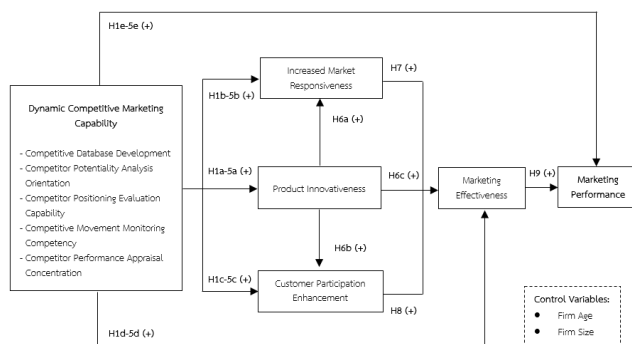 H1e-5e (+)
Dynamic Competitive Marketing
Capability
- Competitive Database Development
- Competitor Potentiality Analysis
Orientation
- Competitor Positioning Evaluation
Capability
- Competitive Movement Monitoring
Competency
- Competitor Performance Appraisal
Concentration
H1d-5d (+)
H1b-5b (+)
H1a-5a (+)
H1c-5c (+)
Increased Market
Responsiveness
H6a (+)
Product Innovativeness
H6b (+)
Customer Participation
Enhancement
H7 (+)
H6c (+)
H8 (+)
Marketing
Effectiveness
H9 (+)
Marketing
Performance
Control Variables:
● Firm Age
● Firm Size